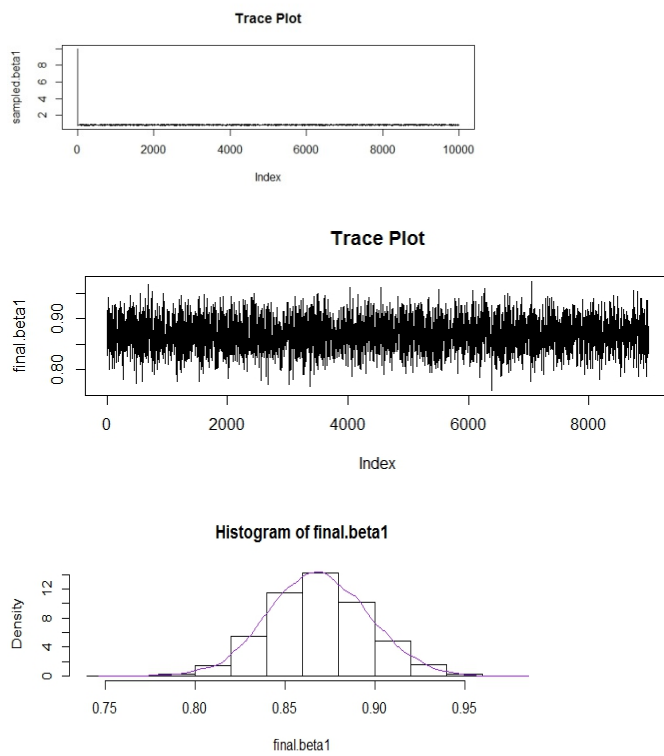 Trace Plot
sampled.beta1
2 4 6 8
0 2000 4000 6000 8000 10000
Index
Trace Plot
final.beta1
0.80 0.90
0 2000 4000 6000 8000
Index
Histogram of final.beta1
Density
0 4 8 12
0.75 0.80 0.85 0.90 0.95
final.beta1